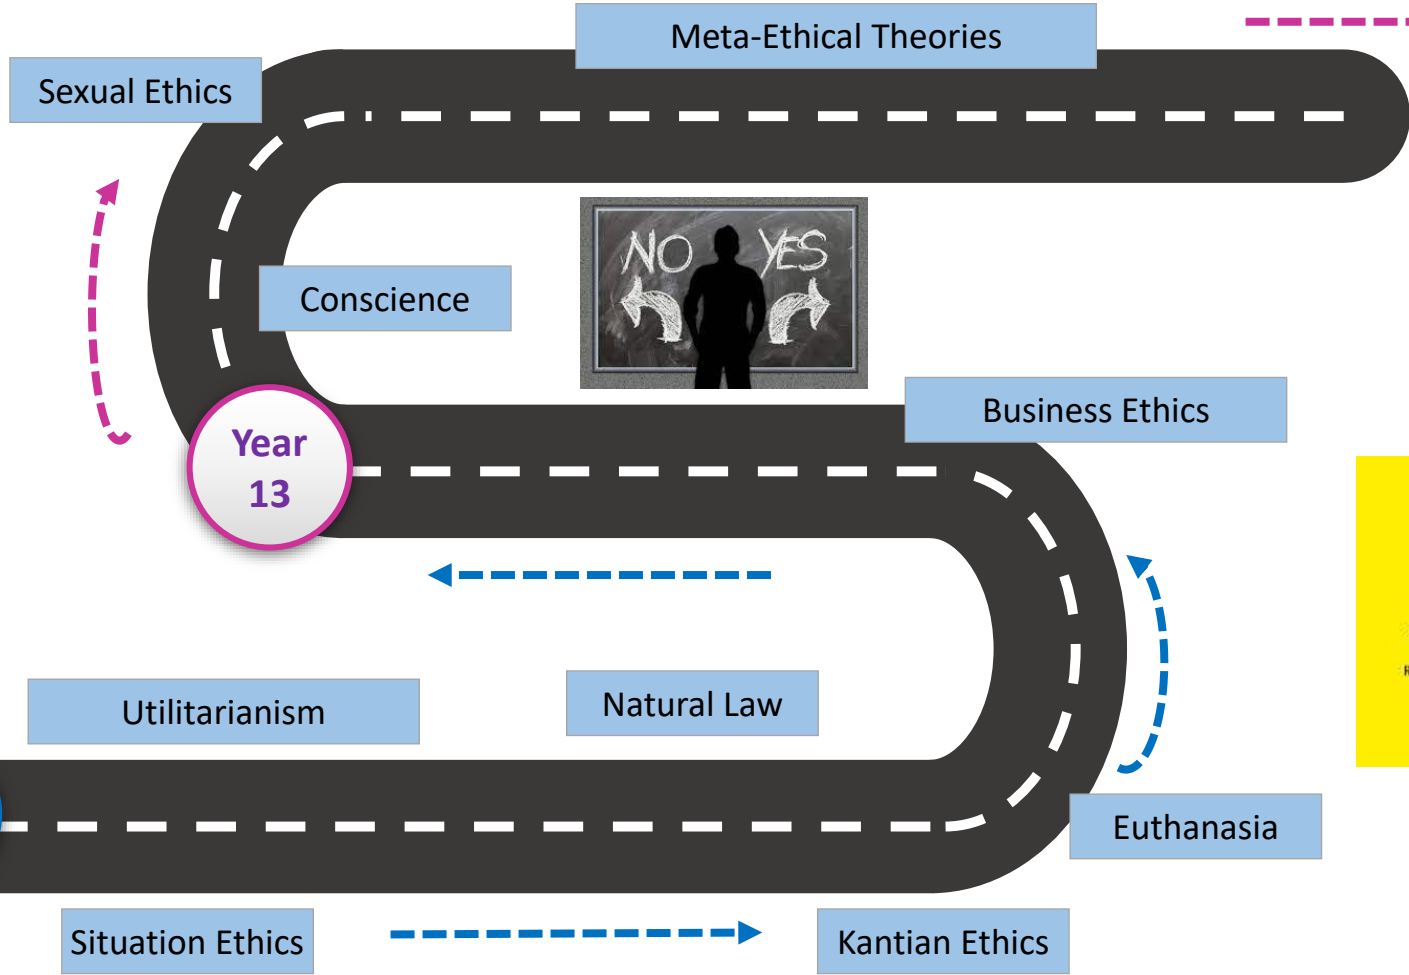 Meta-Ethical Theories
Sexual Ethics
NO YES
Conscience
Business Ethics
Year
13
Utilitarianism
Natural Law
Euthanasia
Situation Ethics
Kantian Ethics